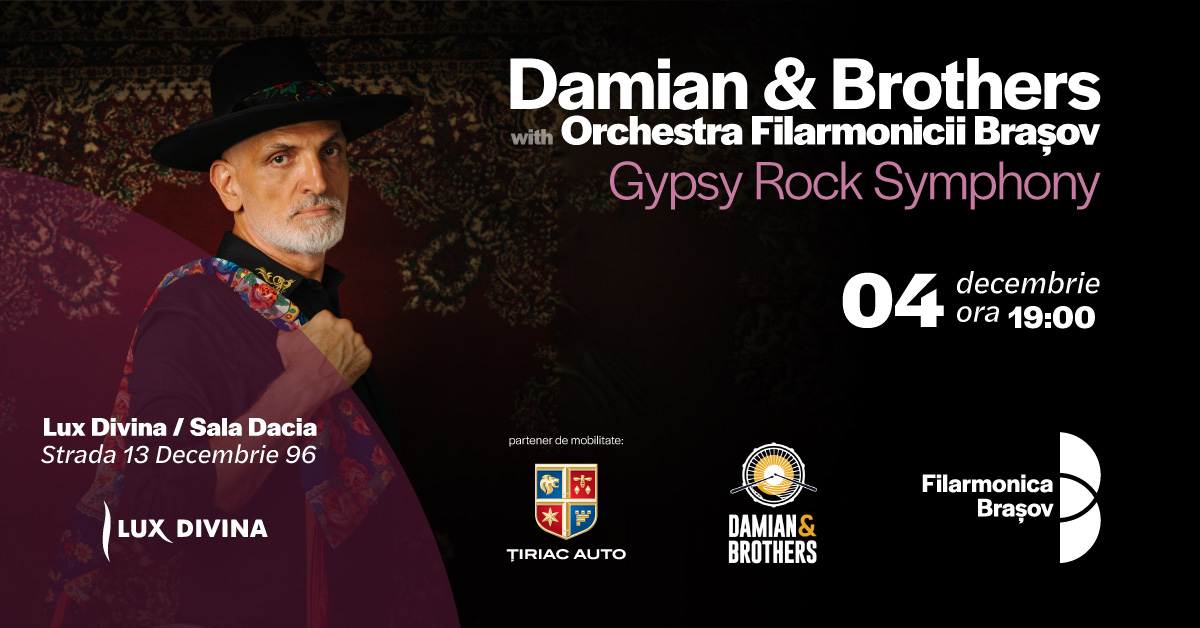 Damian & Brothers
with Orchestra Filarmonicii Brașov
Gypsy Rock Symphony
04 decembrie
ora 19:00
Lux Divina / Sala Dacia
Strada 13 Decembrie 96
LUX DIVINA
partener de mobilitate:
ȚIRIAC AUTO
DAMIAN &
BROTHERS
Filarmonica
Brașov